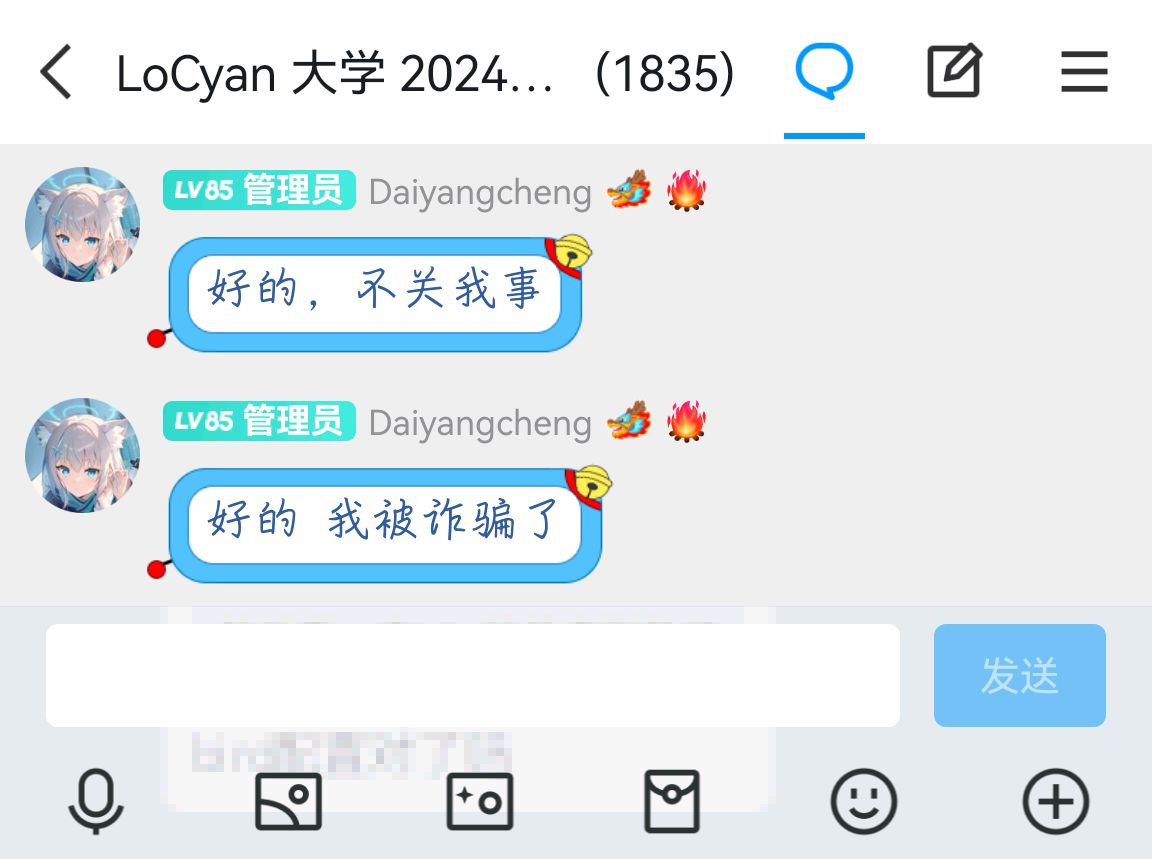 LoCyan 大学 2024... (1835)
LV85 管理员 Daiyangcheng
好的，不关我事
LV85 管理员 Daiyangcheng
好的 我被诈骗了
发送